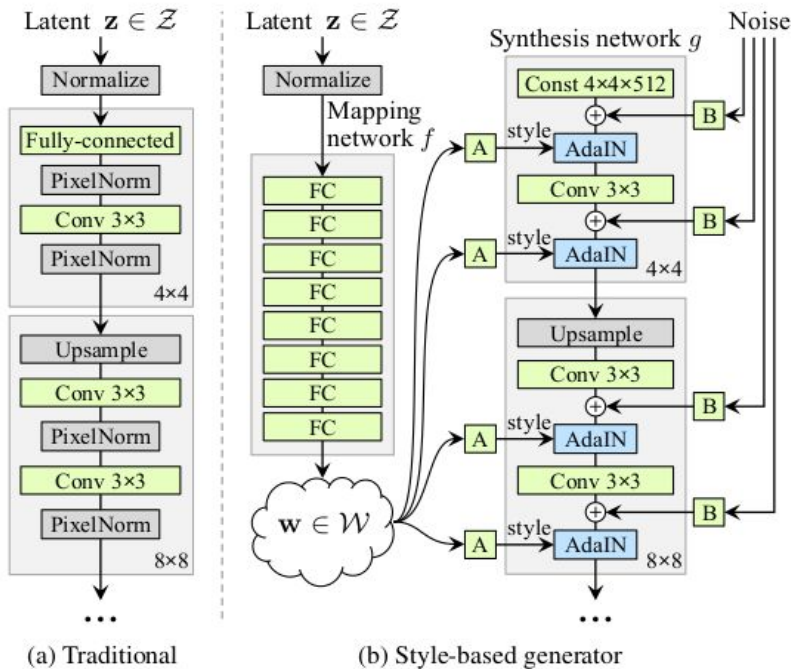 Latent z ∈ 𝒵
Normalize
Fully-connected
PixelNorm
Conv 3×3
PixelNorm
4×4
Upsample
Conv 3×3
PixelNorm
Conv 3×3
PixelNorm
8×8
...
(a) Traditional
Latent z ∈ 𝒵
Normalize
Mapping
network f
FC
FC
FC
FC
FC
FC
FC
FC
w ∈ 𝒲
Noise
Synthesis network g
Const 4×4×512
B
A
style
AdaIN
Conv 3×3
B
A
style
AdaIN
4×4
Upsample
Conv 3×3
B
A
style
AdaIN
Conv 3×3
B
A
style
AdaIN
8×8
...
(b) Style-based generator